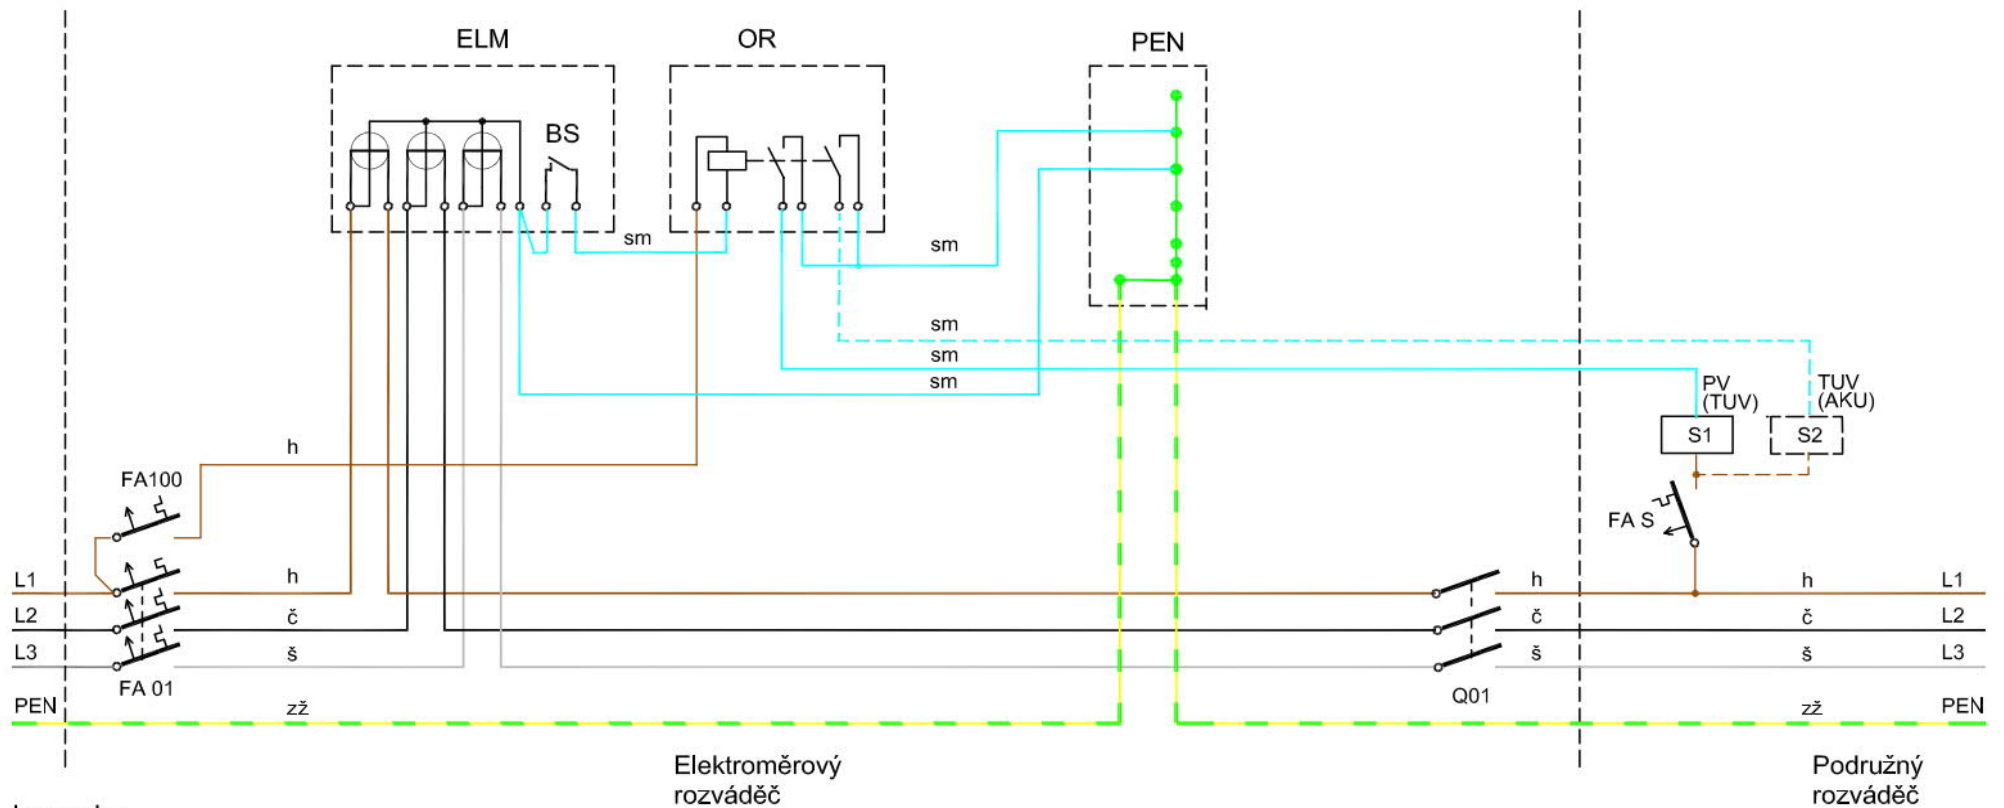 ELM
OR
PEN
BS
sm
sm
sm
sm
sm
PV
(TUV)
TUV
(AKU)
S1
S2
h
FA100
FA S
L1
h
h
h
L1
L2
č
č
č
L2
L3
š
š
š
L3
FA 01
Q01
PEN
zž
zž
PEN
Elektroměrový
rozváděč
Podružný
rozváděč